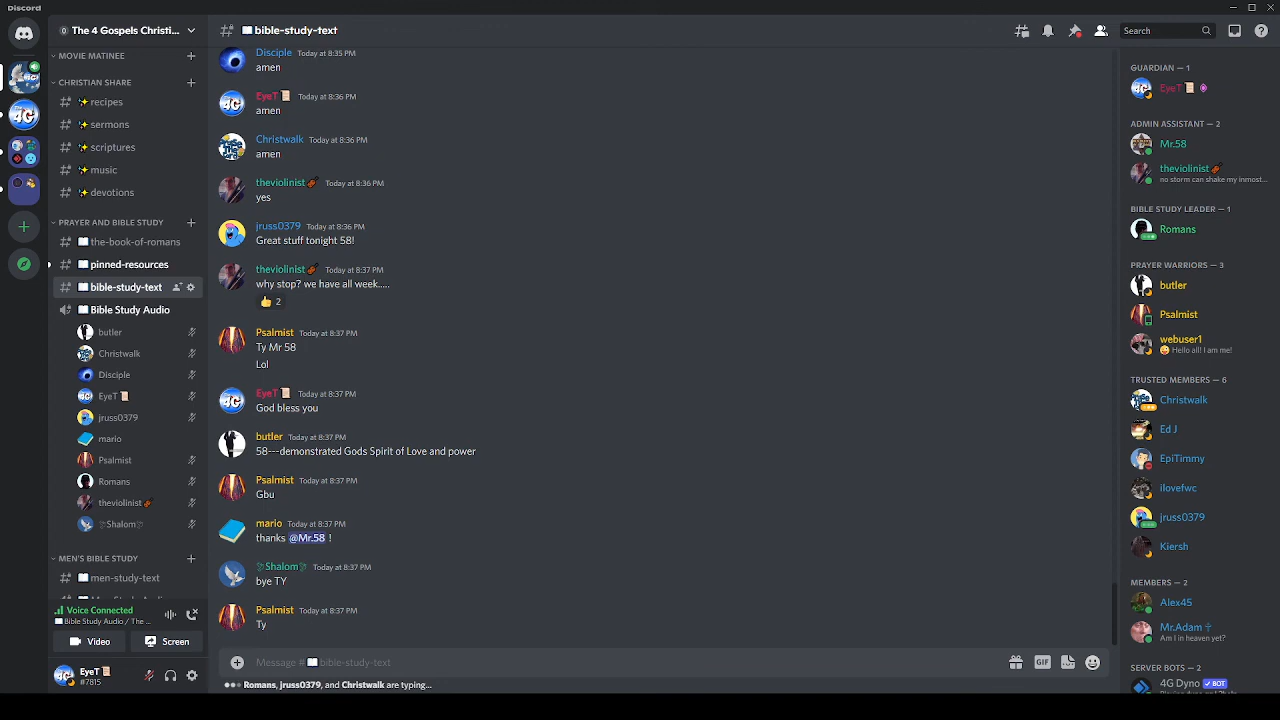 Discord
The 4 Gospels Christi...
MOVIE MATINEE
CHRISTIAN SHARE
recipes
sermons
scriptures
music
devotions
PRAYER AND BIBLE STUDY
the-book-of-romans
pinned-resources
bible-study-text
Bible Study Audio
butler
Christwalk
Disciple
EyeT
jruss0379
mario
Psalmist
Romans
theviolinist
Shalom
MEN'S BIBLE STUDY
men-study-text
Voice Connected
Bible Study Audio / The ...
Video
Screen
EyeT
#7815
bible-study-text
Search
Disciple Today at 8:35 PM
amen
EyeT Today at 8:36 PM
amen
Christwalk Today at 8:36 PM
amen
theviolinist Today at 8:36 PM
yes
jruss0379 Today at 8:36 PM
Great stuff tonight 58!
theviolinist Today at 8:37 PM
why stop? we have all week.....
2
Psalmist Today at 8:37 PM
Ty Mr 58
Lol
EyeT Today at 8:37 PM
God bless you
butler Today at 8:37 PM
58---demonstrated Gods Spirit of Love and power
Psalmist Today at 8:37 PM
Gbu
mario Today at 8:37 PM
thanks @Mr.58 !
Shalom Today at 8:37 PM
bye TY
Psalmist Today at 8:37 PM
Ty
Message # bible-study-text
GIF
Romans, jruss0379, and Christwalk are typing...
GUARDIAN — 1
EyeT
ADMIN ASSISTANT — 2
Mr.58
theviolinist
no storm can shake my inmost...
BIBLE STUDY LEADER — 1
Romans
PRAYER WARRIORS — 3
butler
Psalmist
webuser1
Hello all! I am me!
TRUSTED MEMBERS — 6
Christwalk
Ed J
EpiTimmy
ilovefwc
jruss0379
Kiersh
MEMBERS — 2
Alex45
Mr.Adam
Am I in heaven yet?
SERVER BOTS — 2
4G Dyno BOT